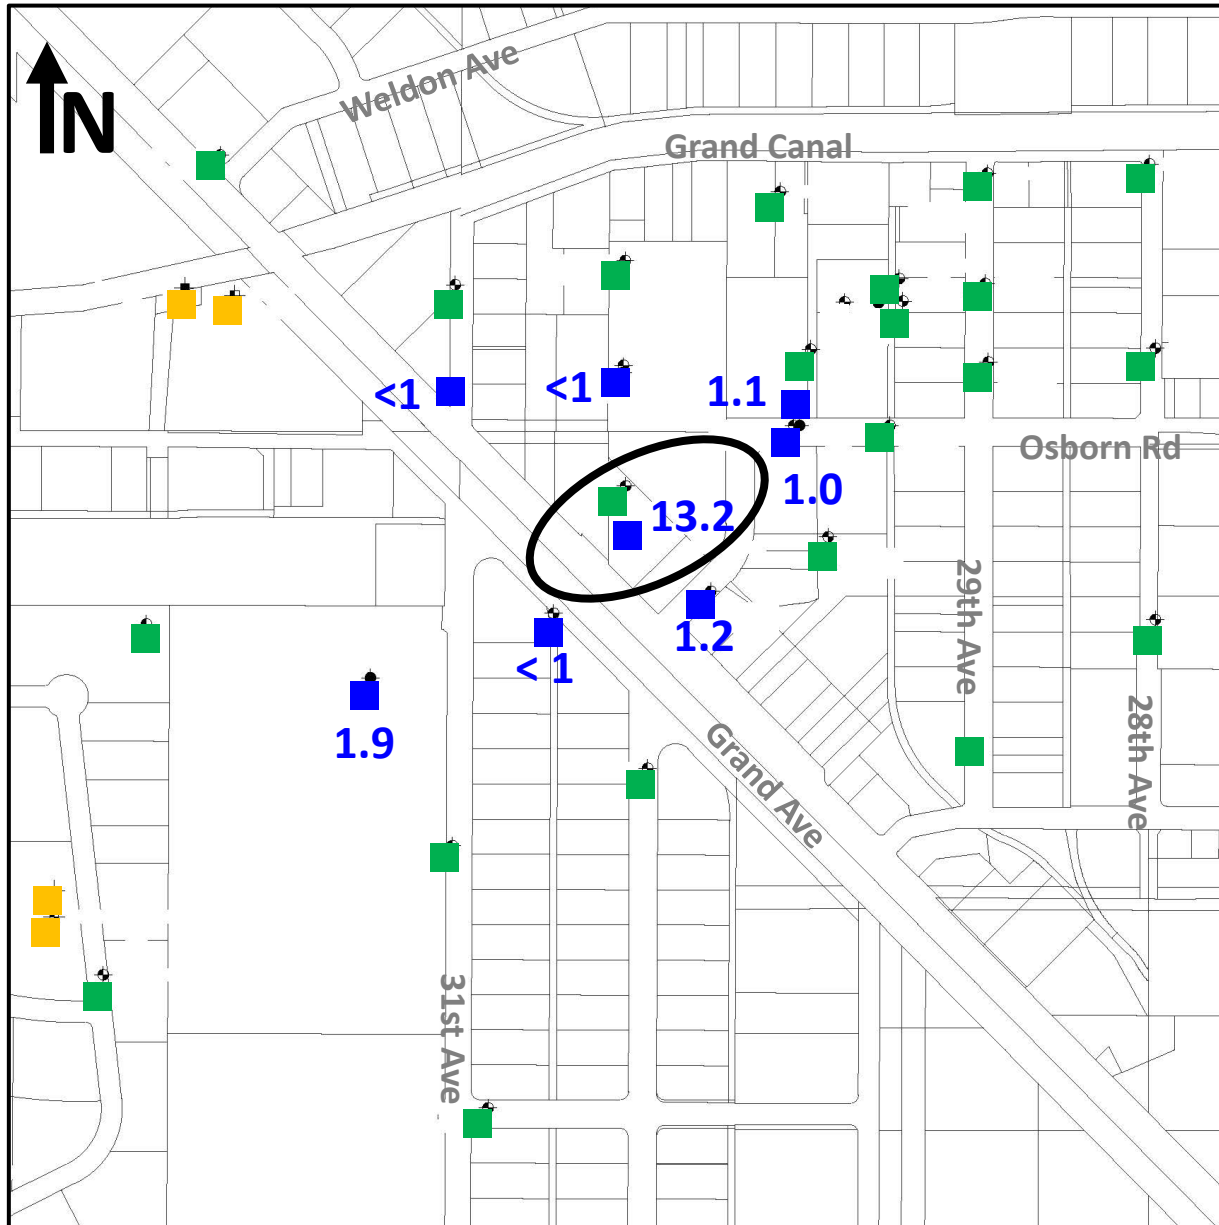 Weldon Ave
N
Grand Canal
<1
<1
1.1
Osborn Rd
1.0
13.2
1.2
< 1
29th Ave
1.9
28th Ave
Grand Ave
31st Ave